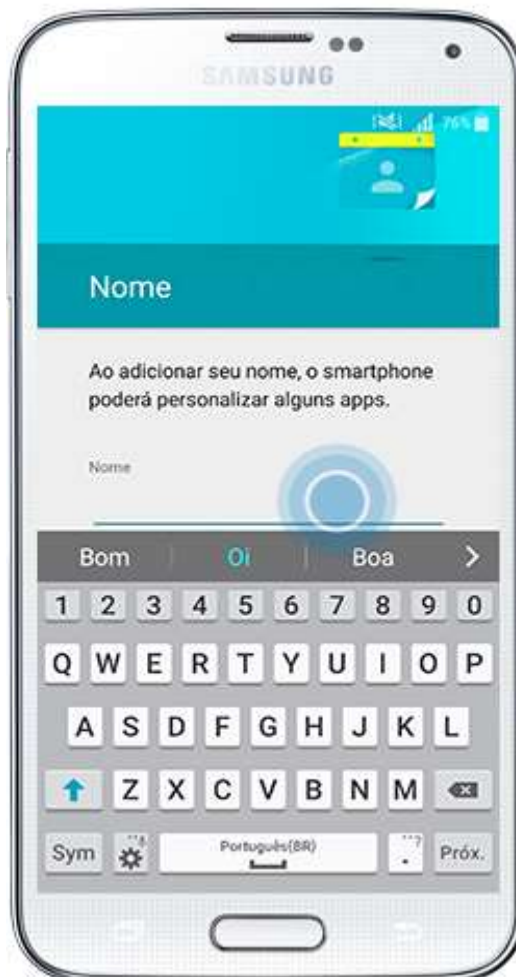 SAMSUNG
76%
Nome
Ao adicionar seu nome, o smartphone
poderá personalizar alguns apps.
Nome
Bom Oi Boa >
1 2 3 4 5 6 7 8 9 0
Q W E R T Y U I O P
A S D F G H J K L
Z X C V B N M
Sym Português(BR) . Próx.